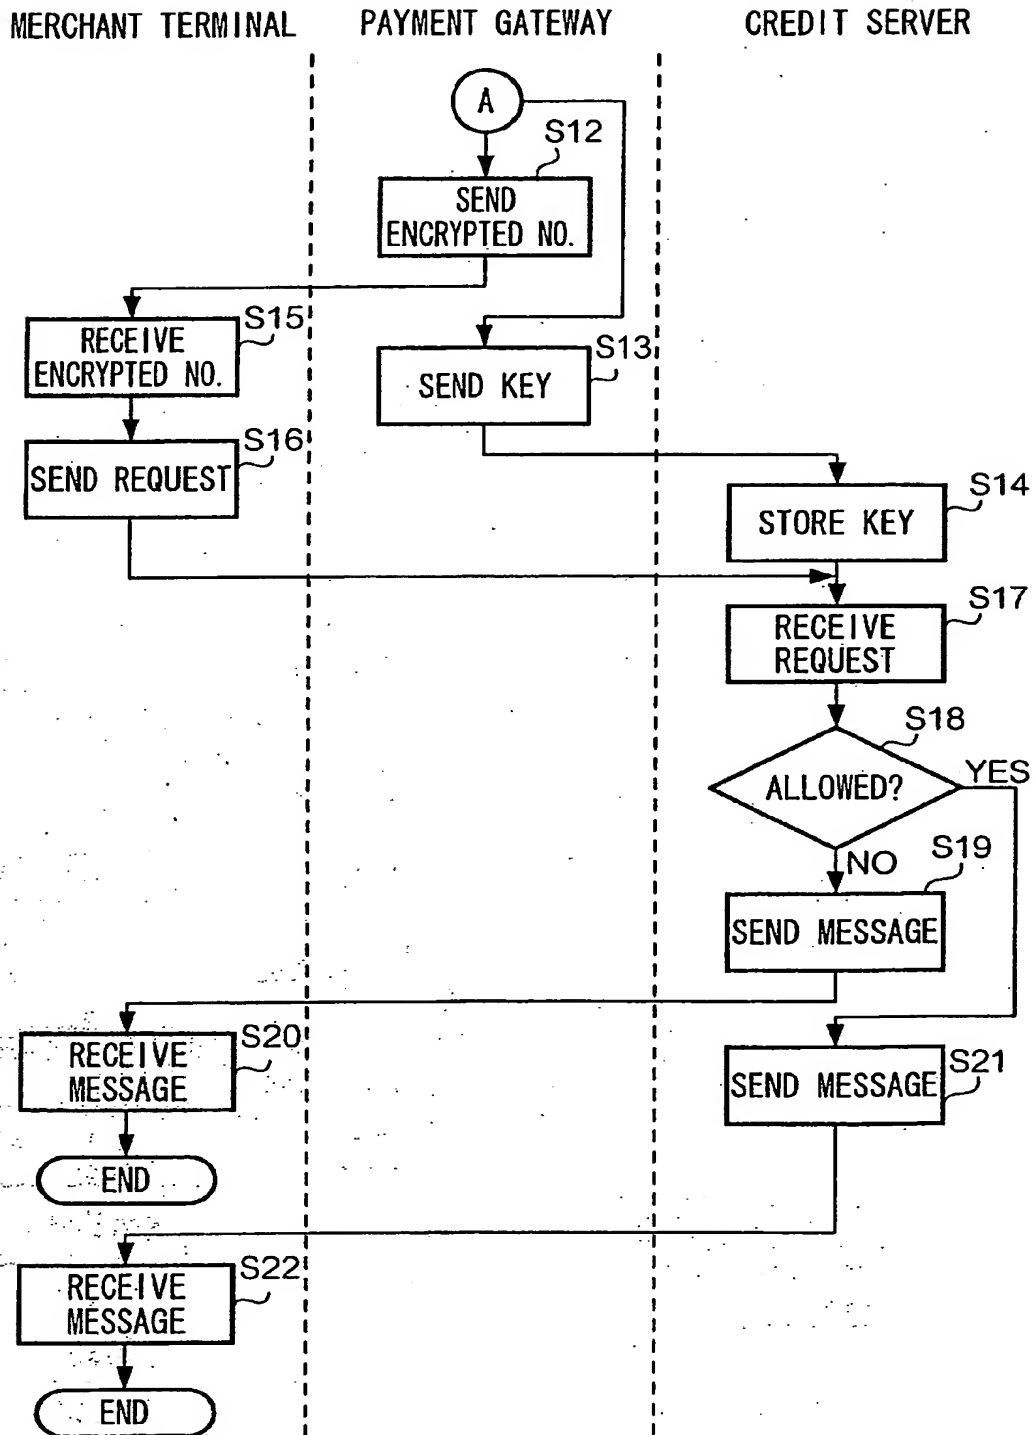 MERCHANT TERMINAL
PAYMENT GATEWAY
CREDIT SERVER
A
S12
SEND
ENCRYPTED NO.
S15
RECEIVE
ENCRYPTED NO.
S13
SEND KEY
S16
SEND REQUEST
S14
STORE KEY
S17
RECEIVE
REQUEST
S18
ALLOWED?
YES
NO
S19
SEND MESSAGE
S20
RECEIVE
MESSAGE
S21
SEND MESSAGE
END
S22
RECEIVE
MESSAGE
END